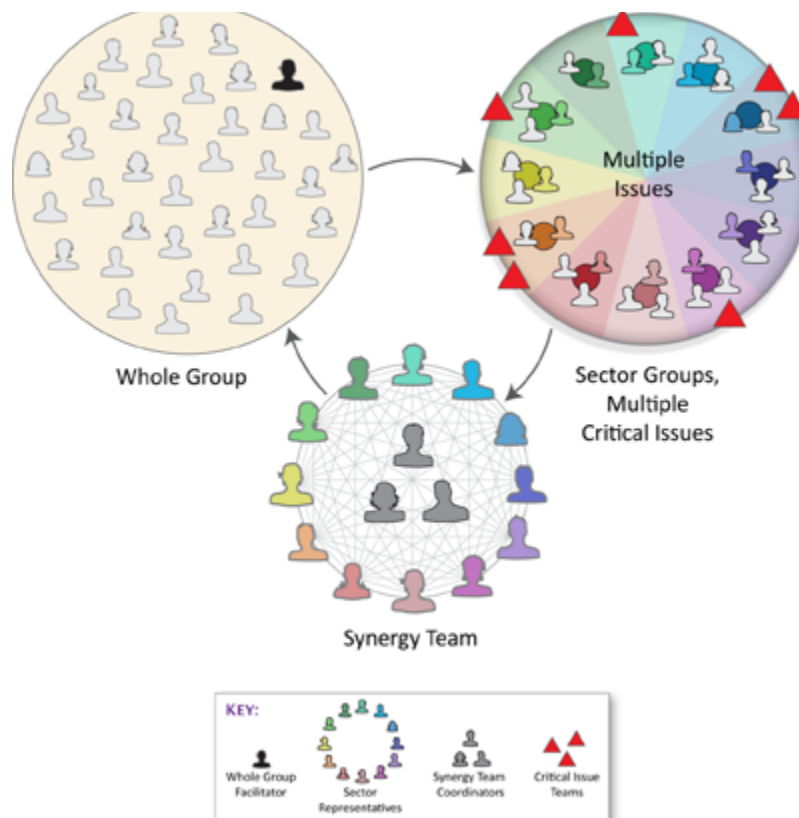 Multiple
Issues
Whole Group
Sector Groups,
Multiple
Critical Issues
Synergy Team
KEY:
Whole Group
Facilitator
Sector
Representatives
Synergy Team
Coordinators
Critical Issue
Teams